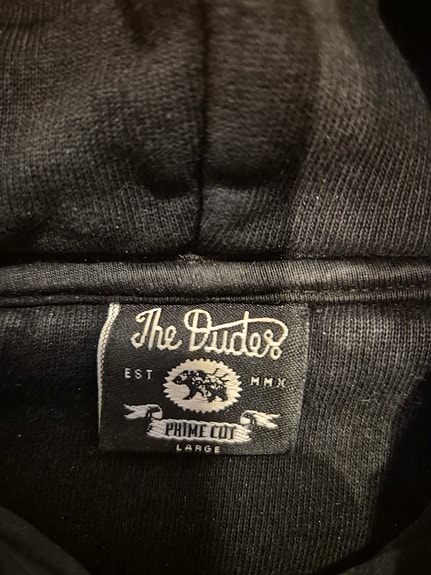 The Dudes
EST MMX
PRIME CUT
LARGE